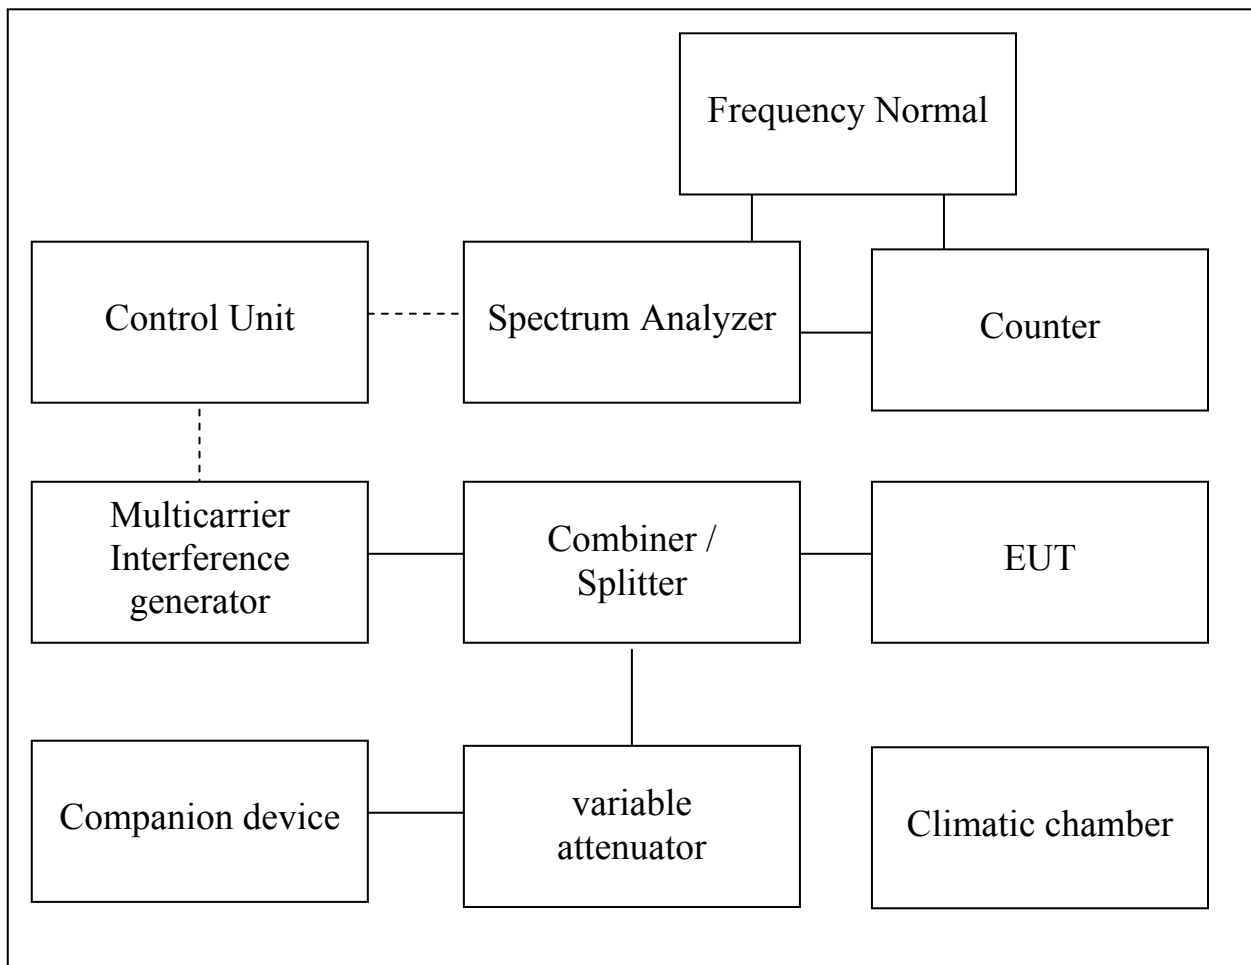 Frequency Normal
Control Unit
Spectrum Analyzer
Counter
Multicarrier
Interference
generator
Combiner /
Splitter
EUT
Companion device
variable
attenuator
Climatic chamber